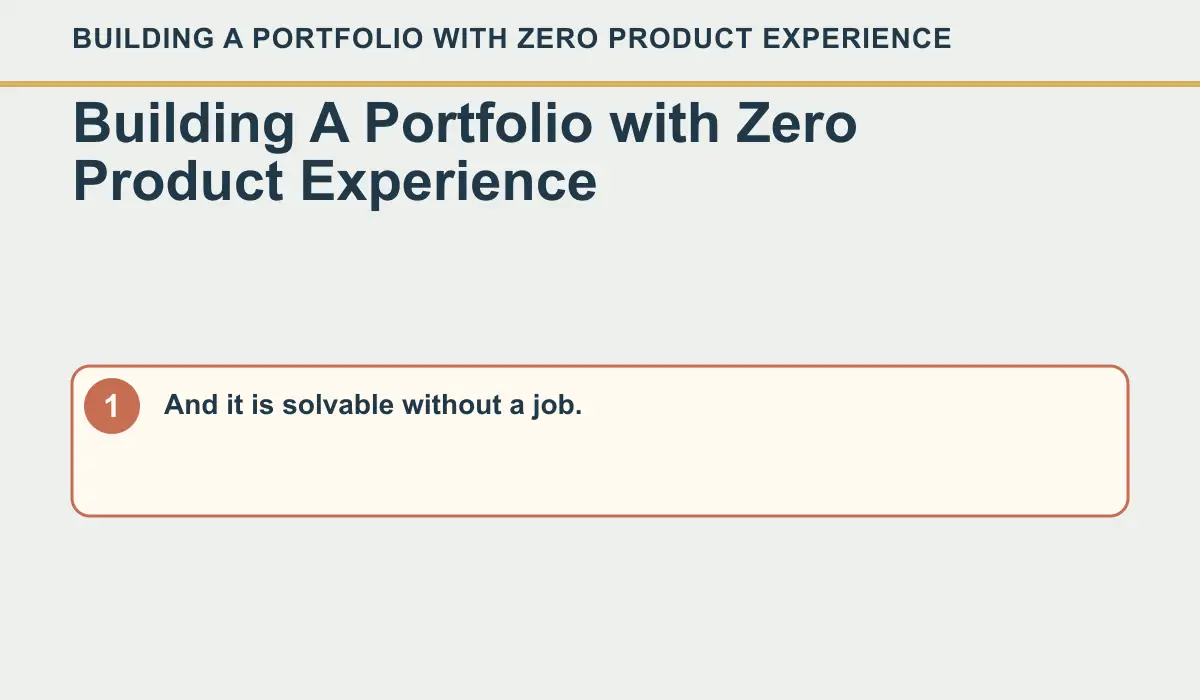 BUILDING A PORTFOLIO WITH ZERO PRODUCT EXPERIENCE
Building A Portfolio with Zero
Product Experience
1 And it is solvable without a job.